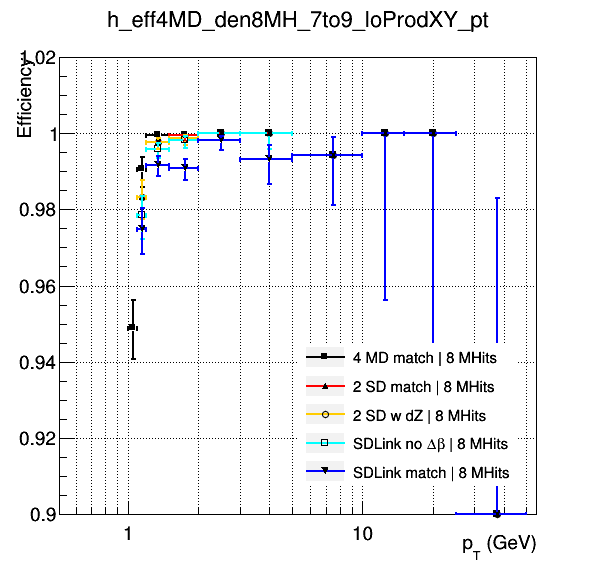 h_eff4MD_den8MH_7to9_loProdXY_pt
Efficiency
1.02
1
0.98
0.96
0.94
0.92
0.9
4 MD match | 8 MHits
2 SD match | 8 MHits
2 SD w dZ | 8 MHits
SDLink no Δβ | 8 MHits
SDLink match | 8 MHits
1
10
p_T (GeV)